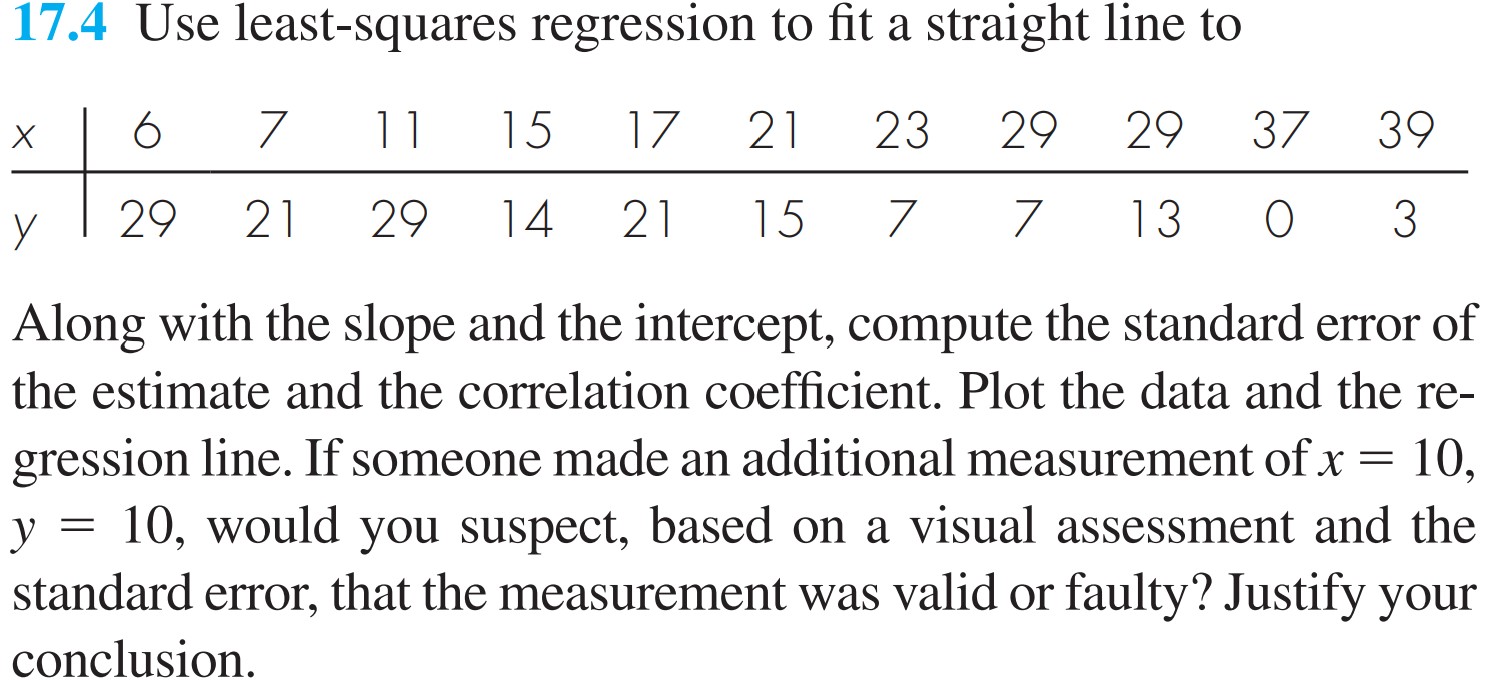 17.4 Use least-squares regression to fit a straight line to
x 6 7 11 15 17 21 23 29 29 37 39
y 29 21 29 14 21 15 7 7 13 0 3
Along with the slope and the intercept, compute the standard error of
the estimate and the correlation coefficient. Plot the data and the re-
gression line. If someone made an additional measurement of x = 10,
y = 10, would you suspect, based on a visual assessment and the
standard error, that the measurement was valid or faulty? Justify your
conclusion.